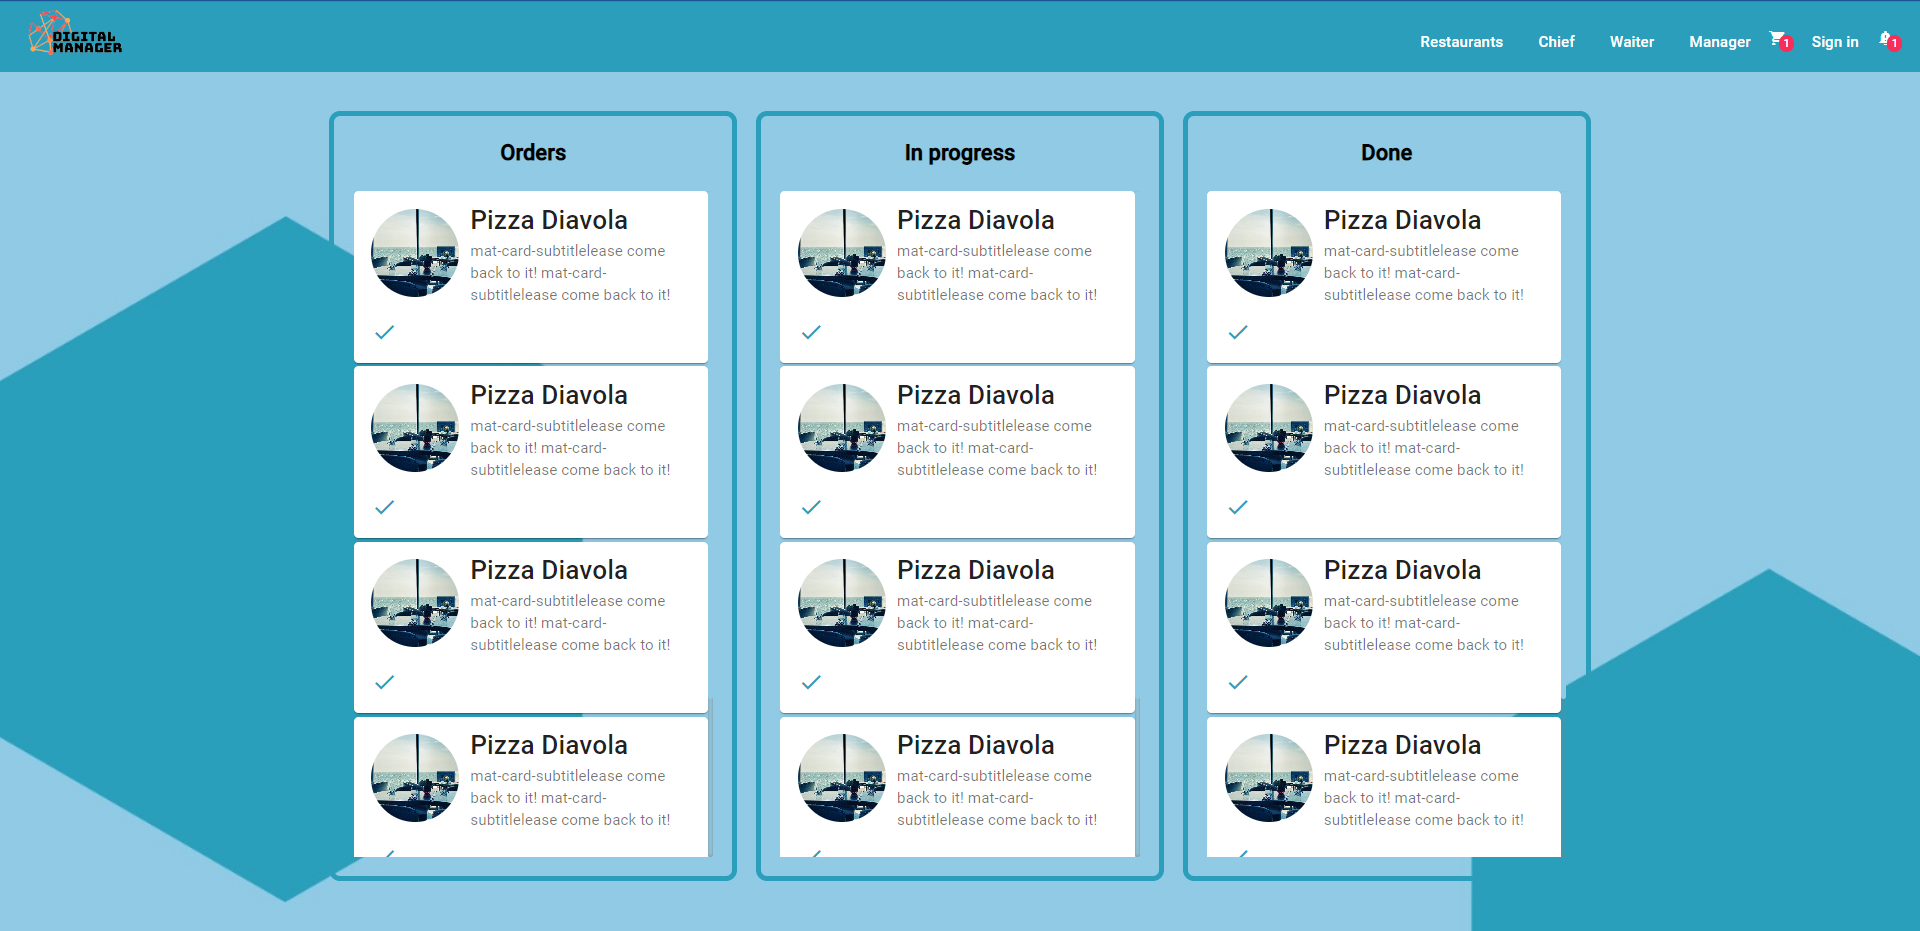 DIGITAL
MANAGER
Restaurants Chief Waiter Manager 1 Sign in 1
Orders
Pizza Diavola
mat-card-subtitlelease come
back to it! mat-card-
subtitlelease come back to it!
Pizza Diavola
mat-card-subtitlelease come
back to it! mat-card-
subtitlelease come back to it!
Pizza Diavola
mat-card-subtitlelease come
back to it! mat-card-
subtitlelease come back to it!
Pizza Diavola
mat-card-subtitlelease come
back to it! mat-card-
subtitlelease come back to it!
In progress
Pizza Diavola
mat-card-subtitlelease come
back to it! mat-card-
subtitlelease come back to it!
Pizza Diavola
mat-card-subtitlelease come
back to it! mat-card-
subtitlelease come back to it!
Pizza Diavola
mat-card-subtitlelease come
back to it! mat-card-
subtitlelease come back to it!
Pizza Diavola
mat-card-subtitlelease come
back to it! mat-card-
subtitlelease come back to it!
Done
Pizza Diavola
mat-card-subtitlelease come
back to it! mat-card-
subtitlelease come back to it!
Pizza Diavola
mat-card-subtitlelease come
back to it! mat-card-
subtitlelease come back to it!
Pizza Diavola
mat-card-subtitlelease come
back to it! mat-card-
subtitlelease come back to it!
Pizza Diavola
mat-card-subtitlelease come
back to it! mat-card-
subtitlelease come back to it!